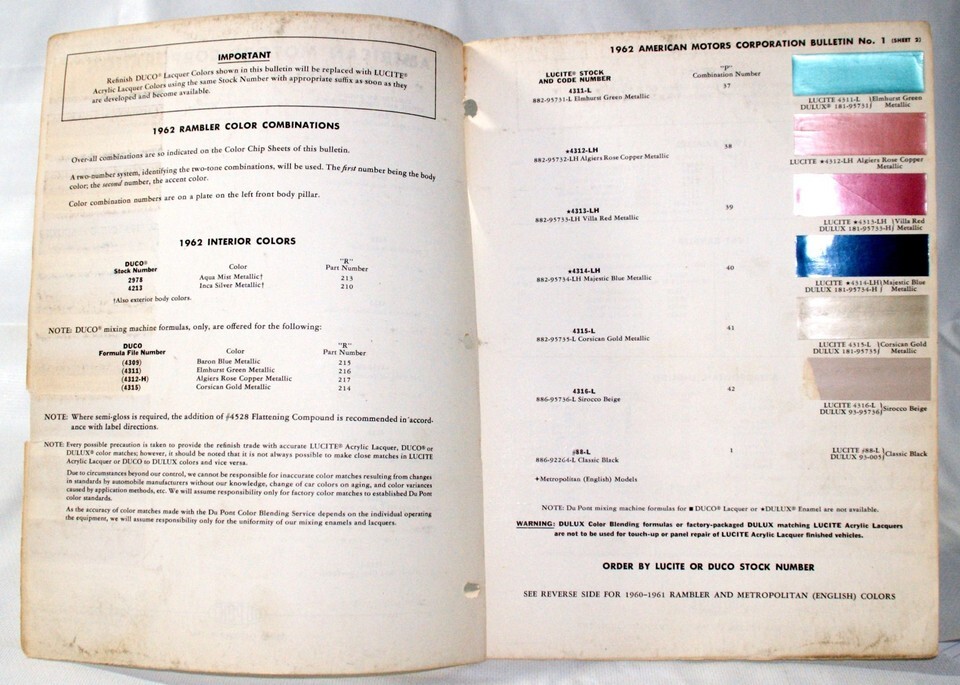 IMPORTANT
Refinish DUCO® Lacquer Colors shown in this bulletin will be replaced with LUCITE®
Acrylic Lacquer Colors using the same Stock Number with appropriate suffix as soon as they
are developed and become available.
1962 RAMBLER COLOR COMBINATIONS
Over-all combinations are so indicated on the Color Chip Sheets of this bulletin.
A two-number system, identifying the two-tone combinations, will be used. The first number being the body
color; the second number, the accent color.
Color combination numbers are on a plate on the left front body pillar.
1962 INTERIOR COLORS
DUCO® Stock Number Color "R" Part Number
2978 Aqua Mist Metallic† 213
4213 Inca Silver Metallic† 210
†Also exterior body colors.
NOTE: DUCO® mixing machine formulas, only, are offered for the following:
DUCO Formula File Number Color "R" Part Number
(4309) Baron Blue Metallic 215
(4311) Elmhurst Green Metallic 216
(4312-H) Algiers Rose Copper Metallic 217
(4315) Corsican Gold Metallic 214
NOTE: Where semi-gloss is required, the addition of #4528 Flattening Compound is recommended in accord-
ance with label directions.
NOTE: Every possible precaution is taken to provide the refinish trade with accurate LUCITE® Acrylic Lacquer, DUCO® or
DULUX® color matches; however, it should be noted that it is not always possible to make close matches in LUCITE
Acrylic Lacquer or DUCO to DULUX colors and vice versa.
Due to circumstances beyond our control, we cannot be responsible for inaccurate color matches resulting from changes
in standards by automobile manufacturers without our knowledge, change of car colors on aging, and color variances
caused by application methods, etc. We will assume responsibility only for factory color matches to established Du Pont
color standards.
As the accuracy of color matches made with the Du Pont Color Blending Service depends on the individual operating
the equipment, we will assume responsibility only for the uniformity of our mixing enamels and lacquers.
1962 AMERICAN MOTORS CORPORATION BULLETIN No. 1 (SHEET 2)
LUCITE® STOCK AND CODE NUMBER "P" Combination Number
4311-L 37
882-95731-L Elmhurst Green Metallic
LUCITE 4311-L } Elmhurst Green
DULUX® 181-95731 } Metallic
★4312-LH 38
882-95732-LH Algiers Rose Copper Metallic
LUCITE ★4312-LH Algiers Rose Copper
Metallic
★4313-LH 39
882-95733-LH Villa Red Metallic
LUCITE ★4313-LH } Villa Red
DULUX 181-95733-H } Metallic
★4314-LH 40
882-95734-LH Majestic Blue Metallic
LUCITE ★4314-LH } Majestic Blue
DULUX 181-95734-H } Metallic
4315-L 41
882-95735-L Corsican Gold Metallic
LUCITE 4315-L } Corsican Gold
DULUX 181-95735 } Metallic
4316-L 42
886-95736-L Sirocco Beige
LUCITE 4316-L } Sirocco Beige
DULUX 93-95736 }
#88-L 1
886-92264-L Classic Black
LUCITE #88-L } Classic Black
DULUX 93-005 }
★Metropolitan (English) Models
NOTE: Du Pont mixing machine formulas for ■ DUCO® Lacquer or ★DULUX® Enamel are not available.
WARNING: DULUX Color Blending formulas or factory-packaged DULUX matching LUCITE Acrylic Lacquers
are not to be used for touch-up or panel repair of LUCITE Acrylic Lacquer finished vehicles.
ORDER BY LUCITE OR DUCO STOCK NUMBER
SEE REVERSE SIDE FOR 1960-1961 RAMBLER AND METROPOLITAN (ENGLISH) COLORS